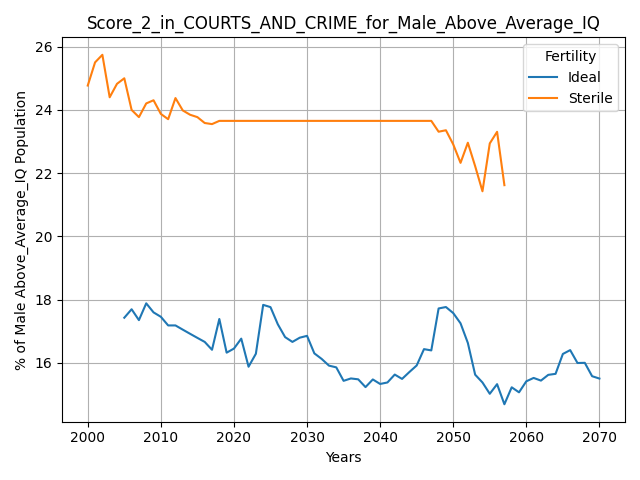 Score_2_in_COURTS_AND_CRIME_for_Male_Above_Average_IQ
Fertility
Ideal
Sterile
% of Male Above_Average_IQ Population
26
24
22
20
18
16
2000 2010 2020 2030 2040 2050 2060 2070
Years